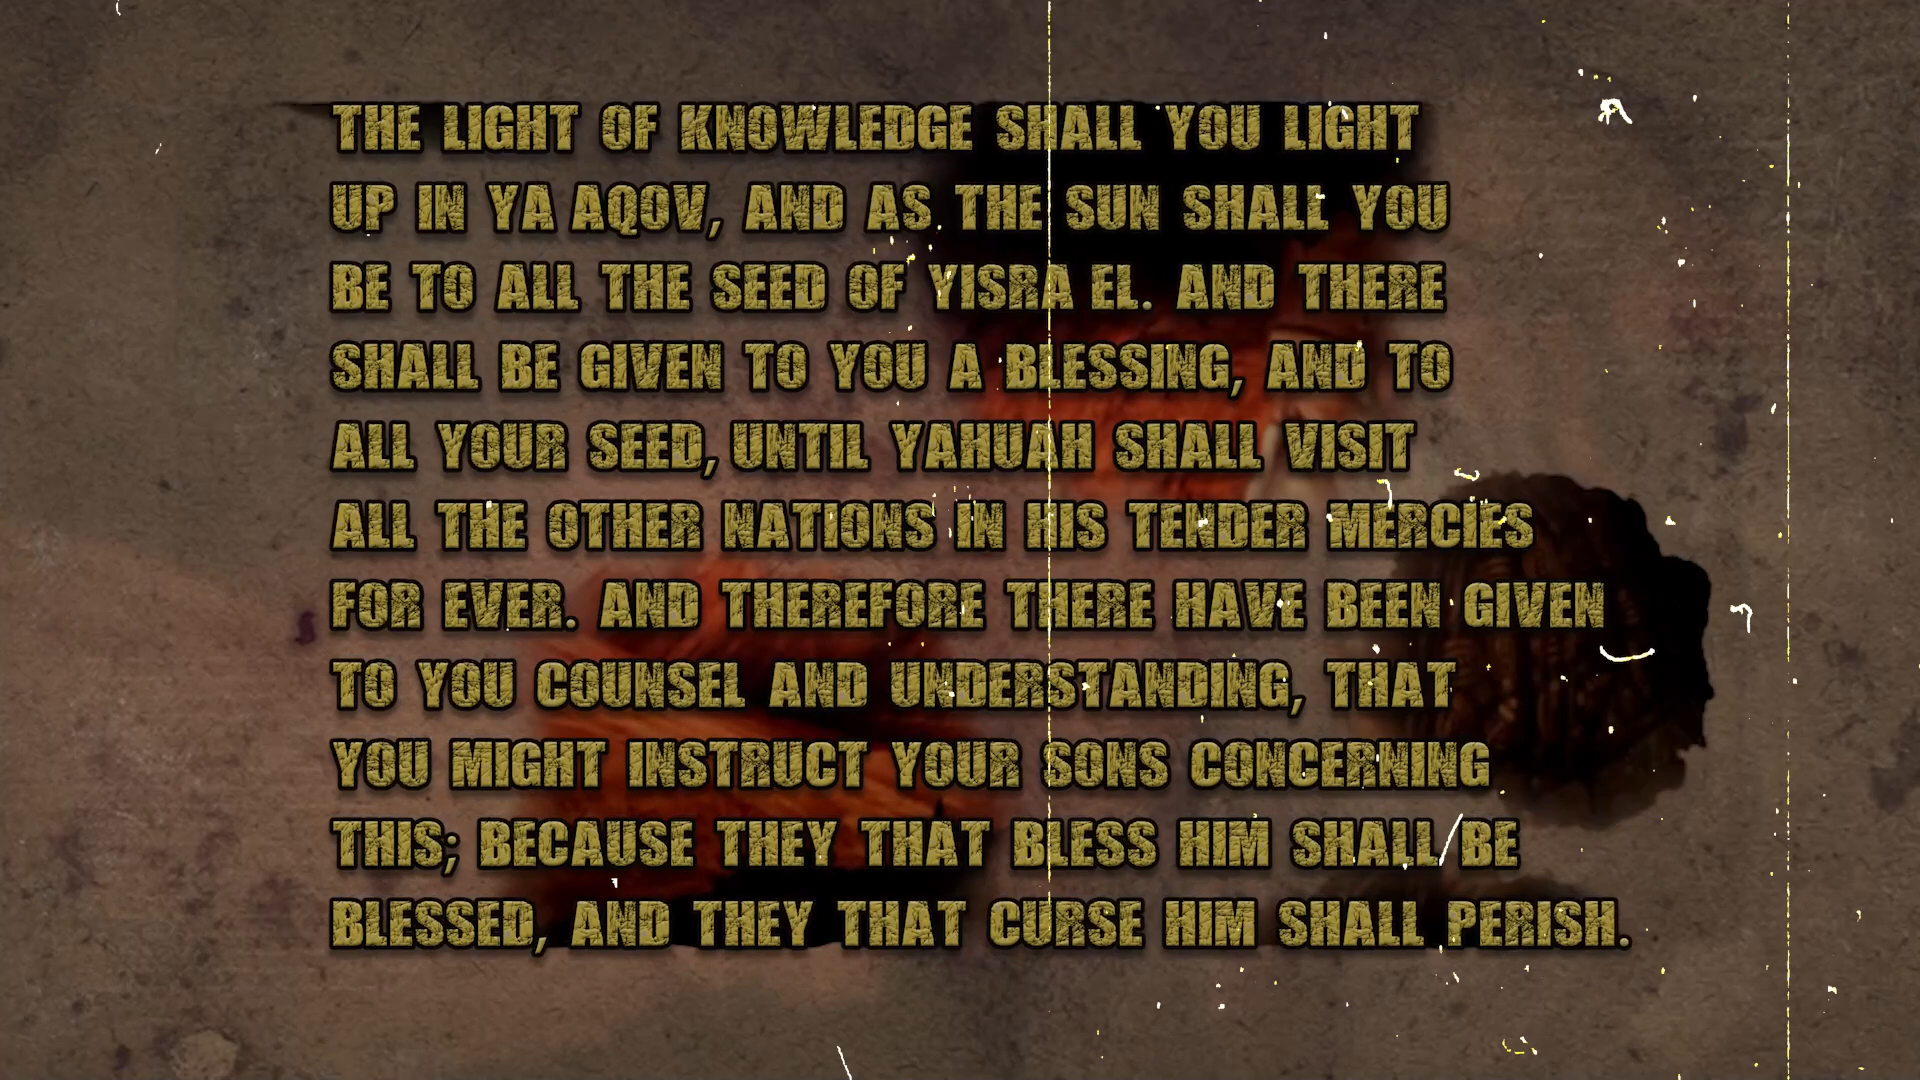 THE LIGHT OF KNOWLEDGE SHALL YOU LIGHT
UP IN YA AQOV, AND AS THE SUN SHALL YOU
BE TO ALL THE SEED OF YISRA EL. AND THERE
SHALL BE GIVEN TO YOU A BLESSING, AND TO
ALL YOUR SEED, UNTIL YAHUAH SHALL VISIT
ALL THE OTHER NATIONS IN HIS TENDER MERCIES
FOR EVER. AND THEREFORE THERE HAVE BEEN GIVEN
TO YOU COUNSEL AND UNDERSTANDING, THAT
YOU MIGHT INSTRUCT YOUR SONS CONCERNING
THIS; BECAUSE THEY THAT BLESS HIM SHALL BE
BLESSED, AND THEY THAT CURSE HIM SHALL PERISH.